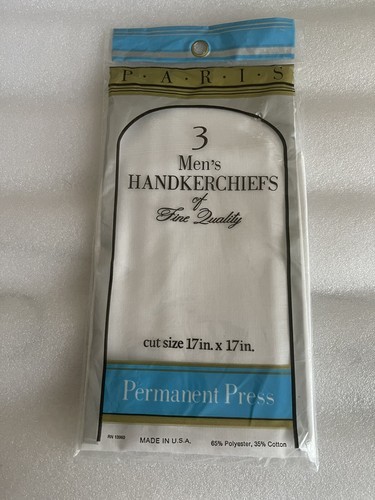 P·A·R·I·S
3
Men's
HANDKERCHIEFS
of
Fine Quality
cut size 17in. x 17in.
Permanent Press
MADE IN U.S.A.
65% Polyester, 35% Cotton